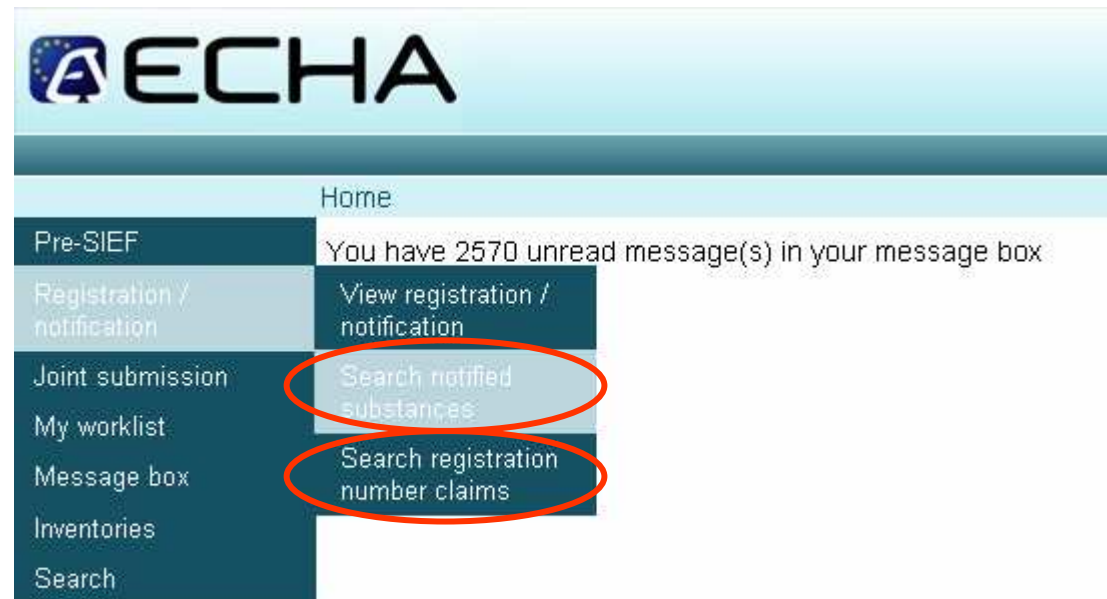 ECHA
Home
Pre-SIEF
You have 2570 unread message(s) in your message box
Registration /
notification
View registration /
notification
Joint submission
Search notified
substances
My worklist
Search registration
number claims
Message box
Inventories
Search